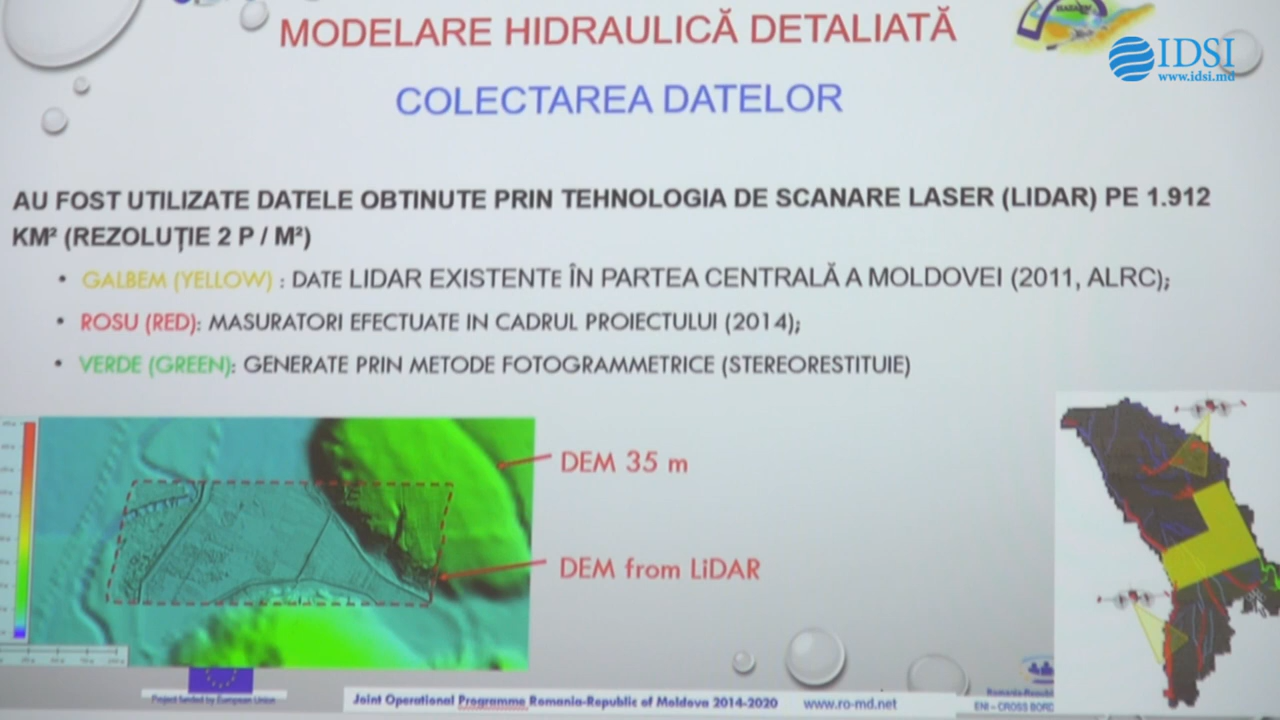 MODELARE HIDRAULICĂ DETALIATĂ
IDSI
www.idsi.md
COLECTAREA DATELOR
AU FOST UTILIZATE DATELE OBTINUTE PRIN TEHNOLOGIA DE SCANARE LASER (LIDAR) PE 1.912
KM² (REZOLUȚIE 2 P / M²)
• GALBEM (YELLOW) : DATE LIDAR EXISTENTE ÎN PARTEA CENTRALĂ A MOLDOVEI (2011, ALRC);
• ROSU (RED): MASURATORI EFECTUATE IN CADRUL PROIECTULUI (2014);
• VERDE (GREEN): GENERATE PRIN METODE FOTOGRAMMETRICE (STEREORESTITUIE)
DEM 35 m
DEM from LiDAR
Project funded by European Union
Joint Operational Programme Romania-Republic of Moldova 2014-2020
www.ro-md.net
ENI – CROSS BORD